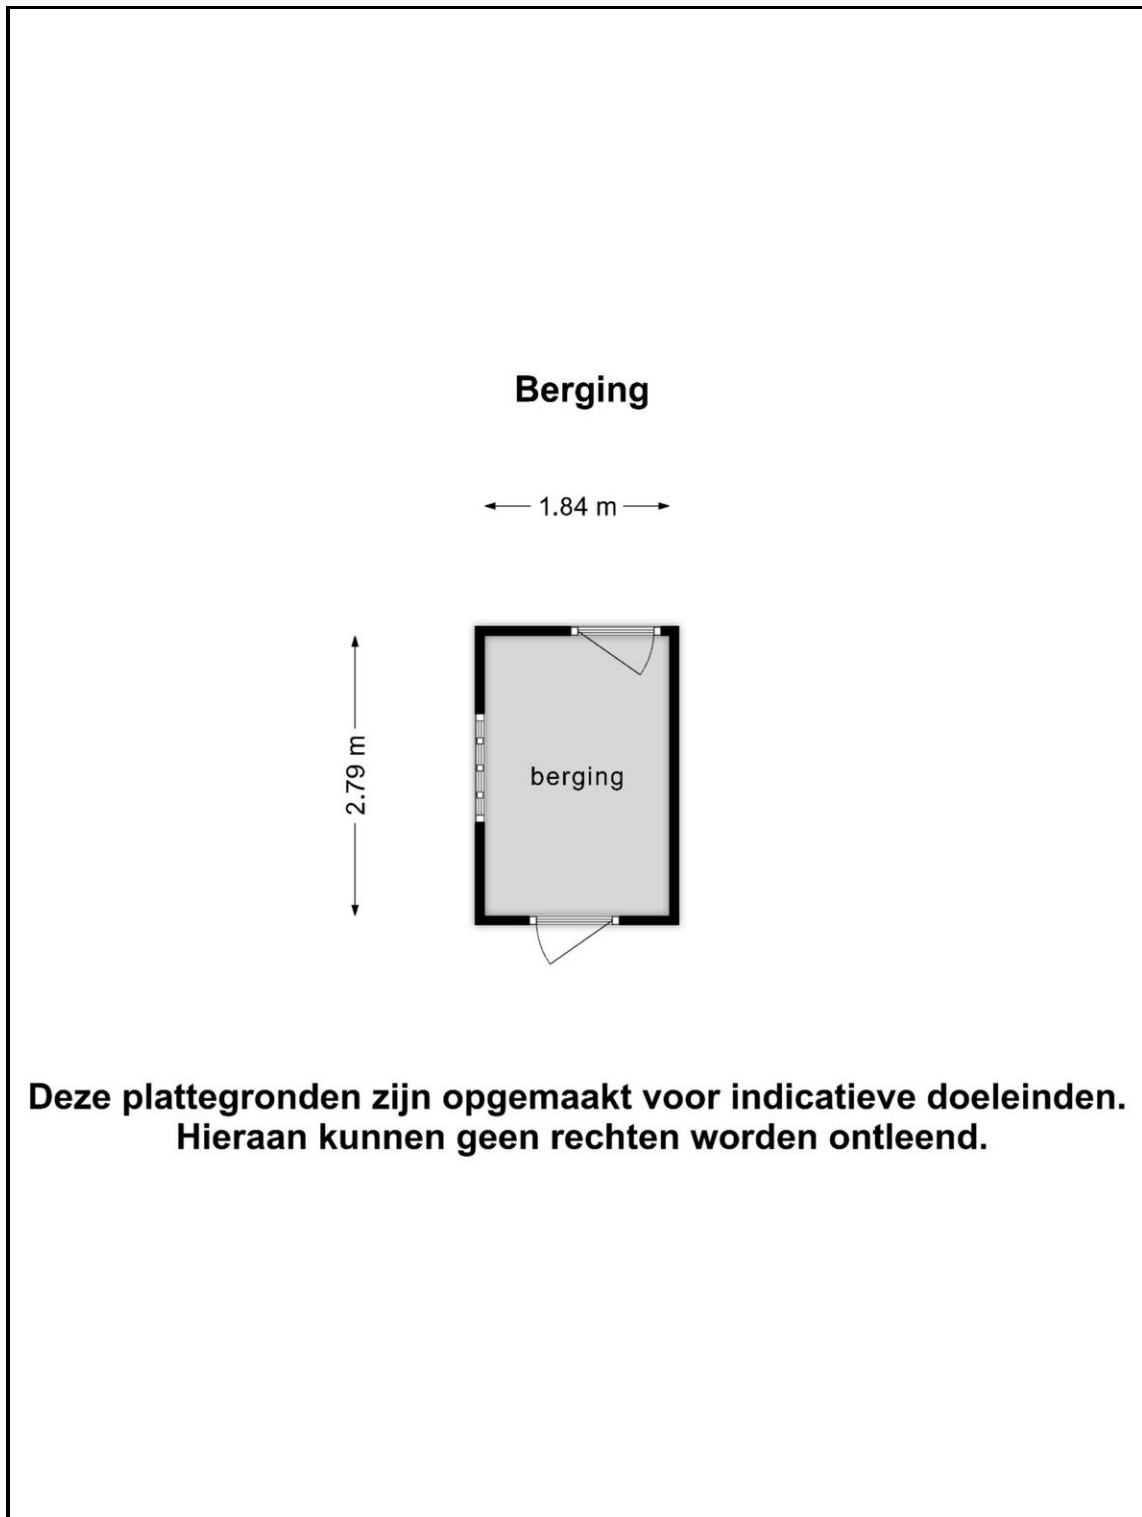 Berging
1.84 m
2.79 m
berging
Deze plattegronden zijn opgemaakt voor indicatieve doeleinden.
Hieraan kunnen geen rechten worden ontleend.